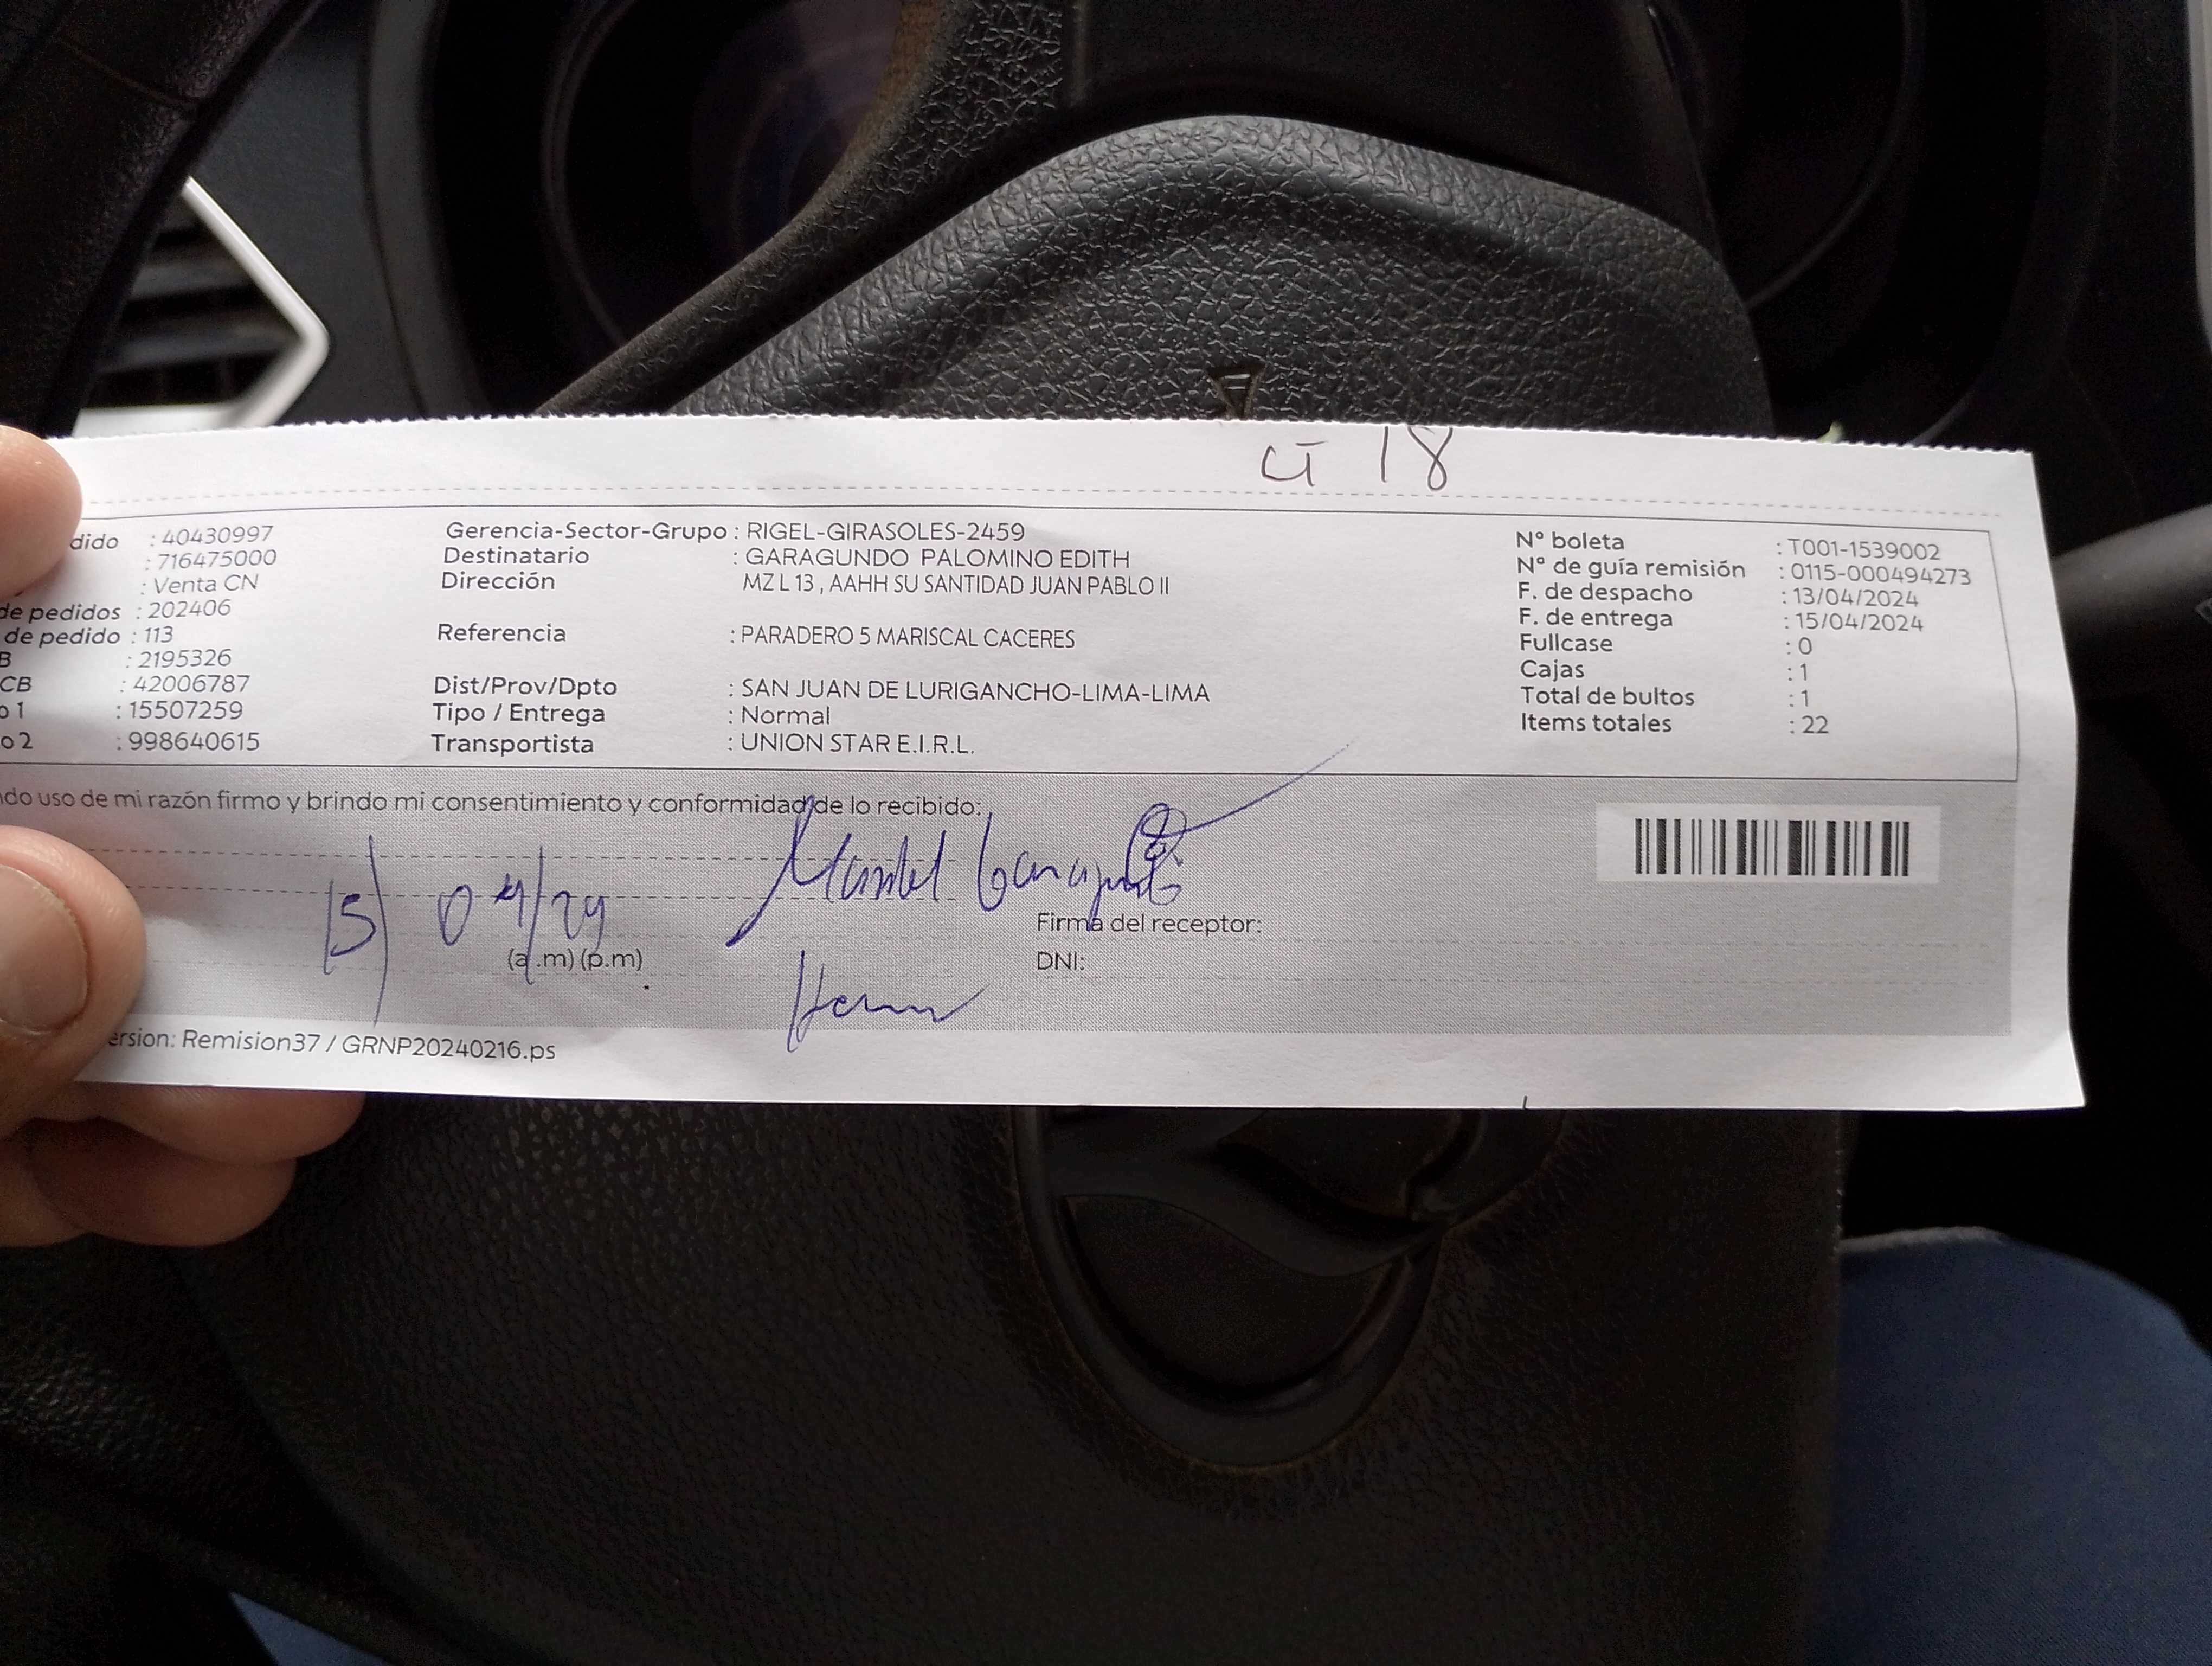 CT 18
dido : 40430997
: 716475000
: Venta CN
de pedidos : 202406
de pedido : 113
B : 2195326
CB : 42006787
o 1 : 15507259
o 2 : 998640615
Gerencia-Sector-Grupo : RIGEL-GIRASOLES-2459
Destinatario : GARAGUNDO PALOMINO EDITH
Dirección MZ L 13 , AAHH SU SANTIDAD JUAN PABLO II
Referencia : PARADERO 5 MARISCAL CACERES
Dist/Prov/Dpto : SAN JUAN DE LURIGANCHO-LIMA-LIMA
Tipo / Entrega : Normal
Transportista : UNION STAR E.I.R.L.
N° boleta : T001-1539002
N° de guía remisión : 0115-000494273
F. de despacho : 13/04/2024
F. de entrega : 15/04/2024
Fullcase : 0
Cajas : 1
Total de bultos : 1
Items totales : 22
ndo uso de mi razón firmo y brindo mi consentimiento y conformidad de lo recibido:
15/ 04/24
(a .m) (p.m)
Firma del receptor:
DNI:
ersion: Remision37 / GRNP20240216.ps